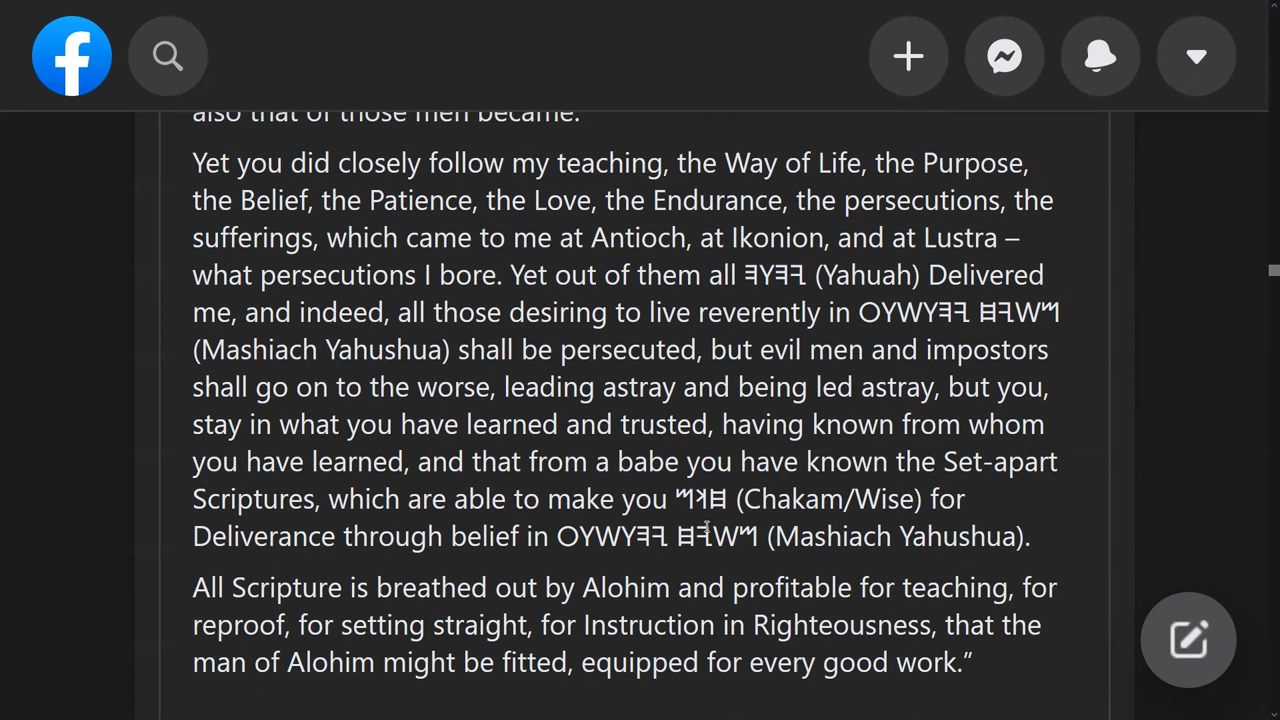 also that of those men became.
Yet you did closely follow my teaching, the Way of Life, the Purpose,
the Belief, the Patience, the Love, the Endurance, the persecutions, the
sufferings, which came to me at Antioch, at Ikonion, and at Lustra –
what persecutions I bore. Yet out of them all 𐤉𐤄𐤅𐤄 (Yahuah) Delivered
me, and indeed, all those desiring to live reverently in 𐤌𐤔𐤉𐤇 𐤉𐤄𐤅𐤔𐤅𐤏
(Mashiach Yahushua) shall be persecuted, but evil men and impostors
shall go on to the worse, leading astray and being led astray, but you,
stay in what you have learned and trusted, having known from whom
you have learned, and that from a babe you have known the Set-apart
Scriptures, which are able to make you 𐤇𐤊𐤌 (Chakam/Wise) for
Deliverance through belief in 𐤌𐤔𐤉𐤇 𐤉𐤄𐤅𐤔𐤅𐤏 (Mashiach Yahushua).
All Scripture is breathed out by Alohim and profitable for teaching, for
reproof, for setting straight, for Instruction in Righteousness, that the
man of Alohim might be fitted, equipped for every good work.”